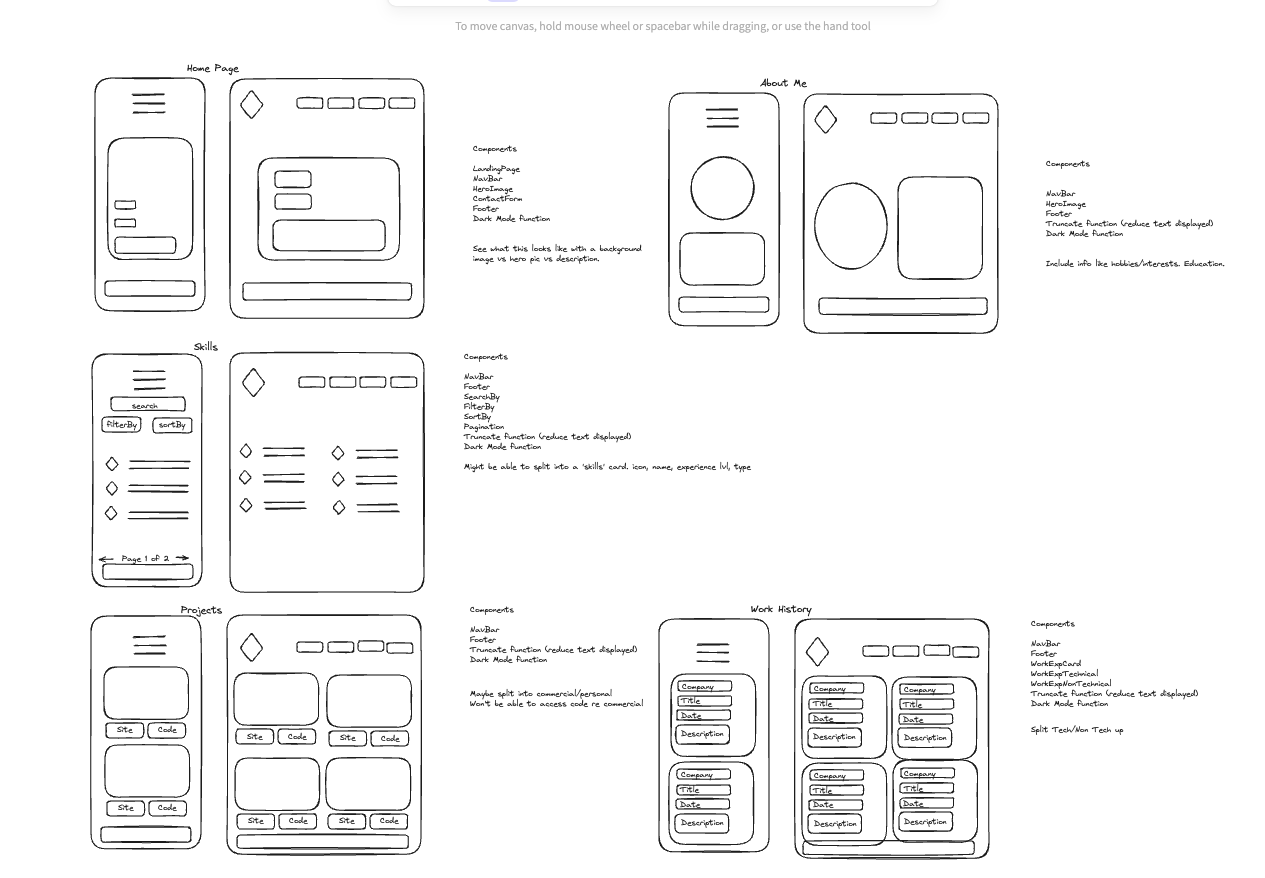 To move canvas, hold mouse wheel or spacebar while dragging, or use the hand tool
Home Page
Components
LandingPage
NavBar
HeroImage
ContactForm
Footer
Dark Mode function
See what this looks like with a background
image vs hero pic vs description.
About Me
Components
NavBar
HeroImage
Footer
Truncate function (reduce text displayed)
Dark Mode function
Include info like hobbies/interests. Education.
Skills
search
filterBy
sortBy
Page 1 of 2
Components
NavBar
Footer
SearchBy
FilterBy
SortBy
Pagination
Truncate function (reduce text displayed)
Dark Mode function
Might be able to split into a 'skills' card. icon, name, experience lvl, type
Projects
Site Code
Site Code
Site Code Site Code
Site Code Site Code
Components
NavBar
Footer
Truncate function (reduce text displayed)
Dark Mode function
Maybe split into commercial/personal
Won't be able to access code re commercial
Work History
Company
Title
Date
Description
Company
Title
Date
Description
Company
Title
Date
Description
Company
Title
Date
Description
Company
Title
Date
Description
Company
Title
Date
Description
Components
NavBar
Footer
WorkExpCard
WorkExpTechnical
WorkExpNonTechnical
Truncate function (reduce text displayed)
Dark Mode function
Split Tech/Non Tech up